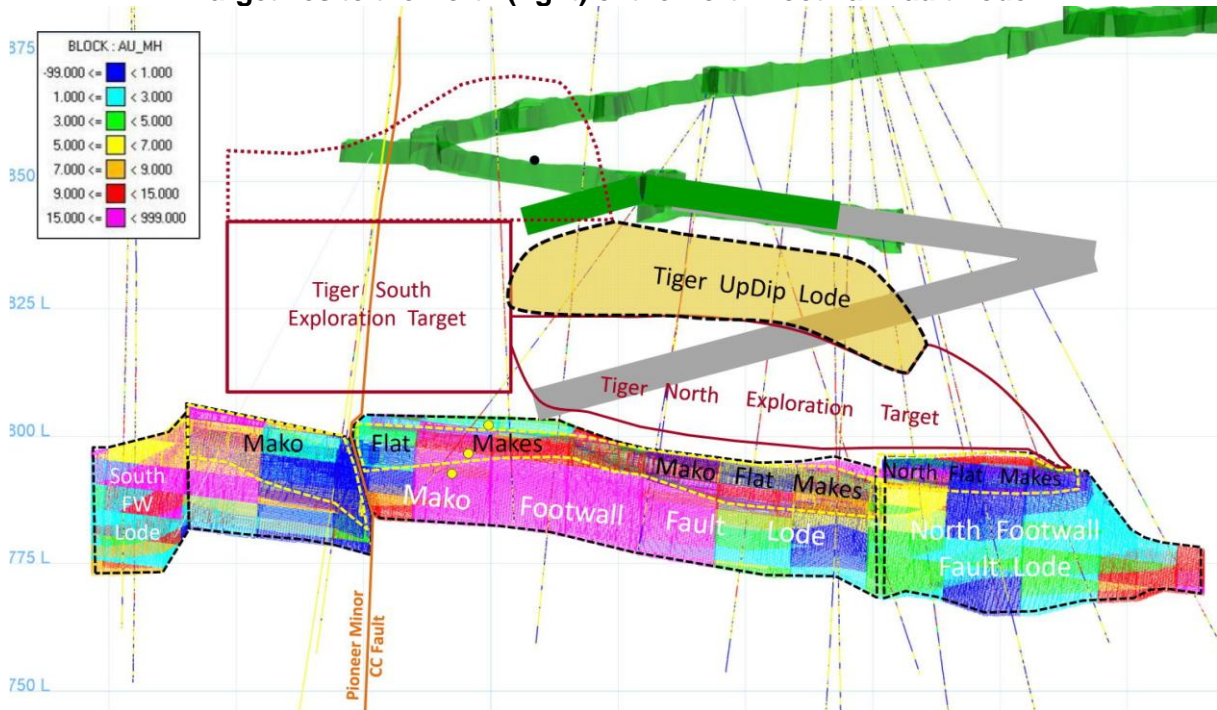 BLOCK : AU_MH
-99.000 <= < 1.000
1.000 <= < 3.000
3.000 <= < 5.000
5.000 <= < 7.000
7.000 <= < 9.000
9.000 <= < 15.000
15.000 <= < 999.000
875 L
850 L
825 L
800 L
775 L
750 L
Tiger South
Exploration Target
Tiger UpDip Lode
Tiger North Exploration Target
South
FW
Lode
Mako
Flat Makes
Mako Flat Makes
North Flat Makes
Mako Footwall Fault Lode
North Footwall
Fault Lode
Pioneer Minor
CC Fault